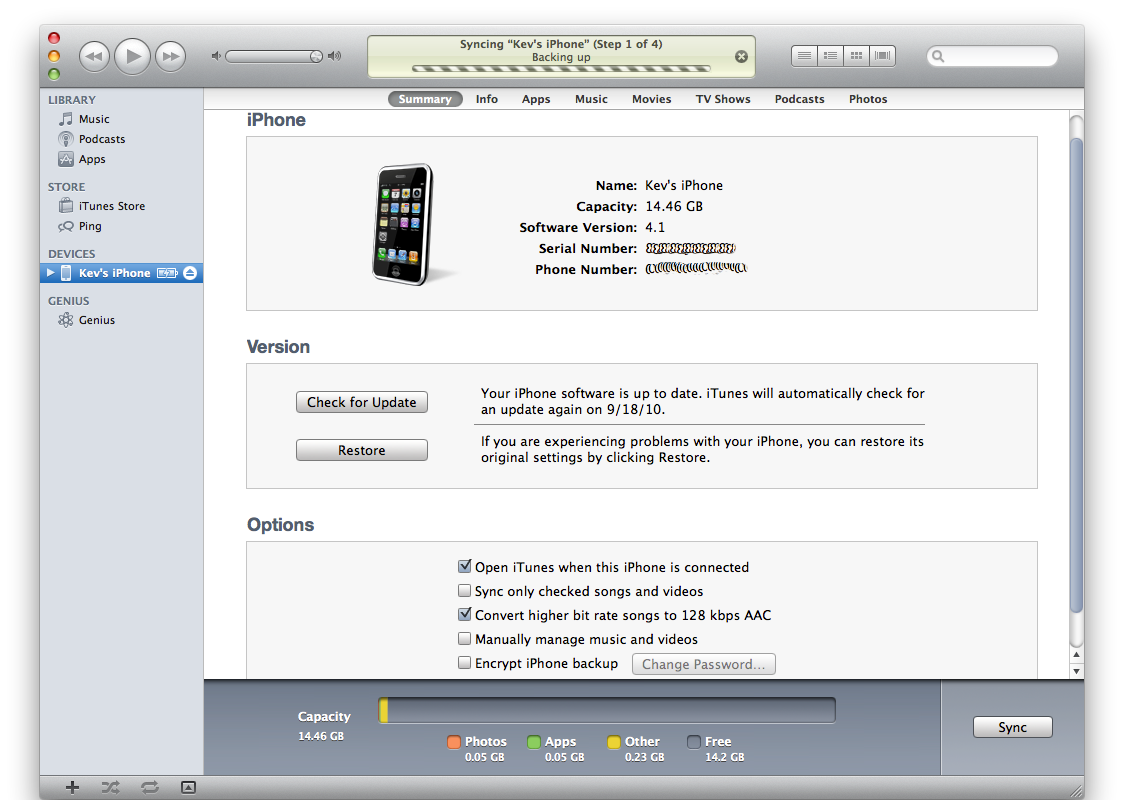 Syncing "Kev's iPhone" (Step 1 of 4)
Backing up
LIBRARY
Music
Podcasts
Apps
STORE
iTunes Store
Ping
DEVICES
Kev's iPhone
GENIUS
Genius
Summary Info Apps Music Movies TV Shows Podcasts Photos
iPhone
Name: Kev's iPhone
Capacity: 14.46 GB
Software Version: 4.1
Serial Number:
Phone Number:
Version
Check for Update
Your iPhone software is up to date. iTunes will automatically check for
an update again on 9/18/10.
Restore
If you are experiencing problems with your iPhone, you can restore its
original settings by clicking Restore.
Options
Open iTunes when this iPhone is connected
Sync only checked songs and videos
Convert higher bit rate songs to 128 kbps AAC
Manually manage music and videos
Encrypt iPhone backup Change Password...
Capacity
14.46 GB
Photos Apps Other Free
0.05 GB 0.05 GB 0.23 GB 14.2 GB
Sync